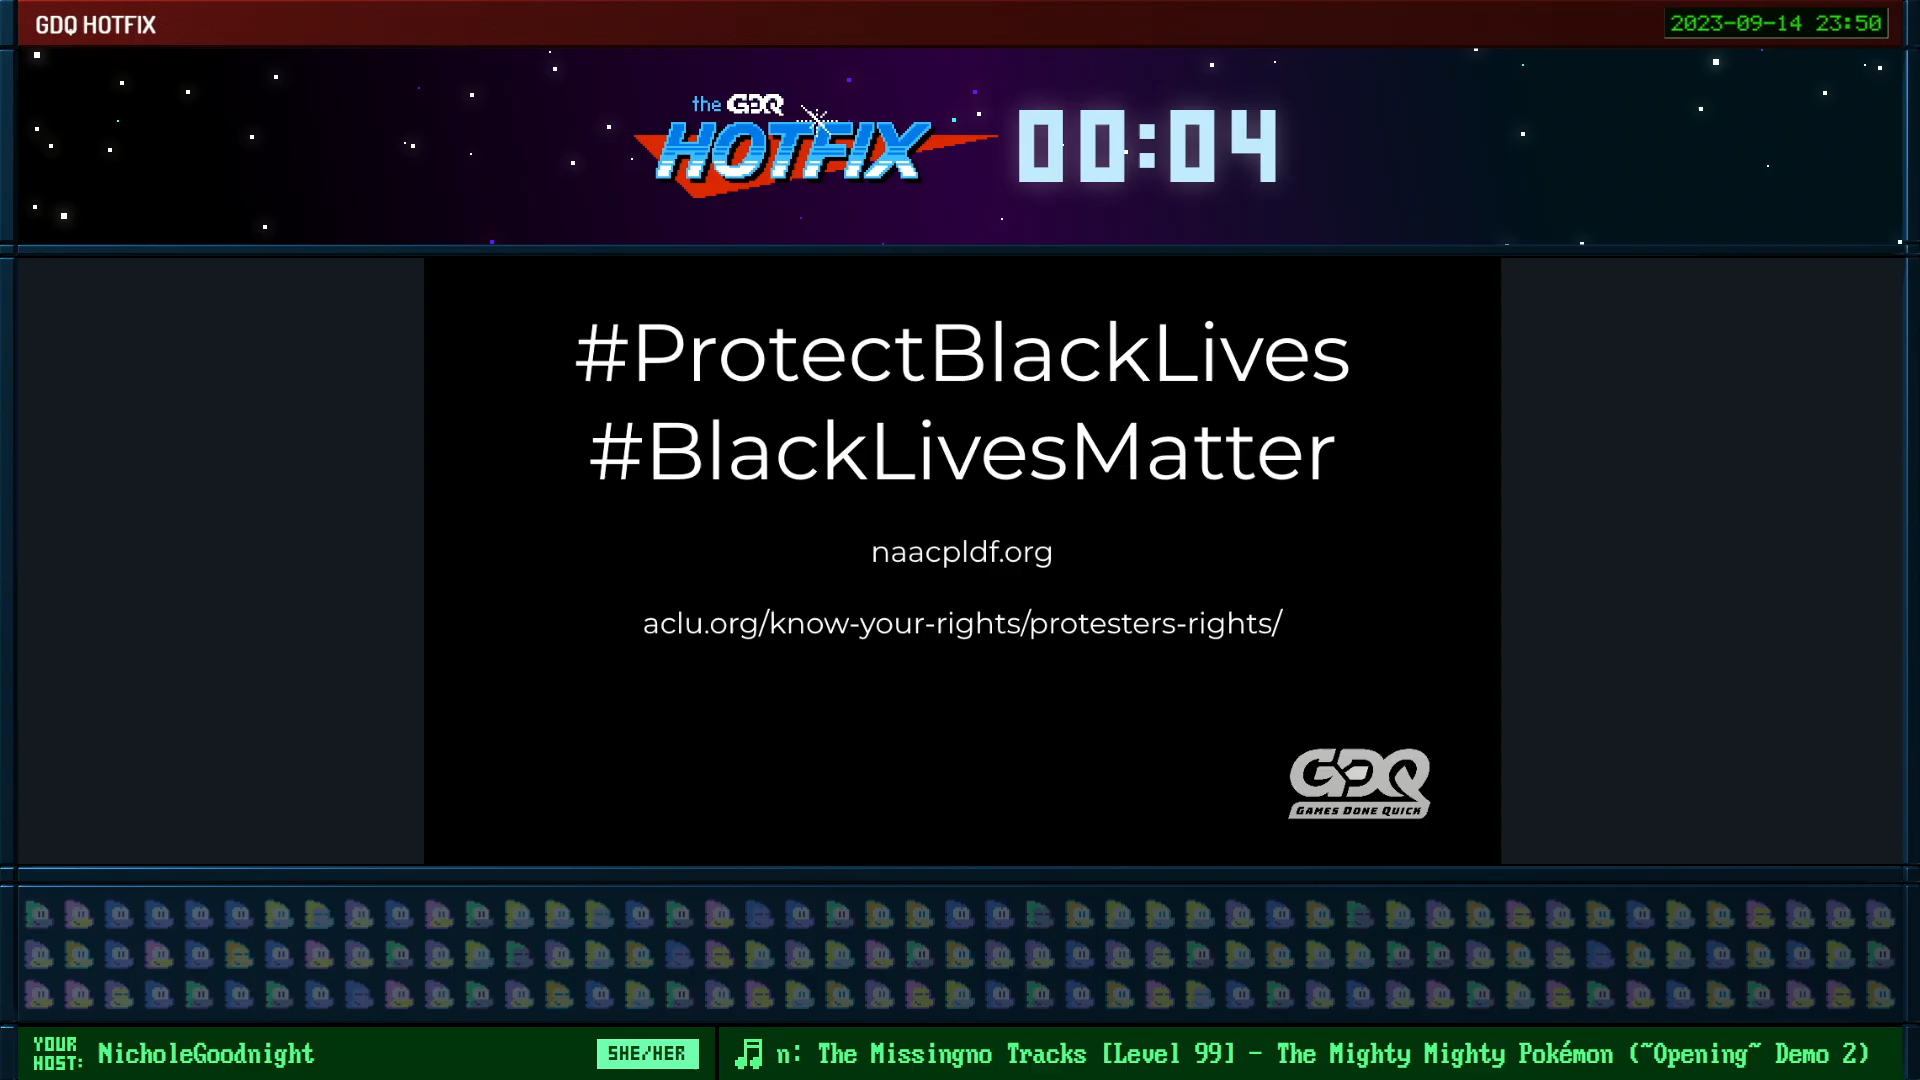 GDQ HOTFIX
2023-09-14 23:50
the GDQ
HOTFIX
00:04
#ProtectBlackLives
#BlackLivesMatter
naacpldf.org
aclu.org/know-your-rights/protesters-rights/
GDQ
GAMES DONE QUICK
YOUR HOST: NicholeGoodnight
SHE/HER
n: The Missingno Tracks [Level 99] - The Mighty Mighty Pokémon (~Opening~ Demo 2)